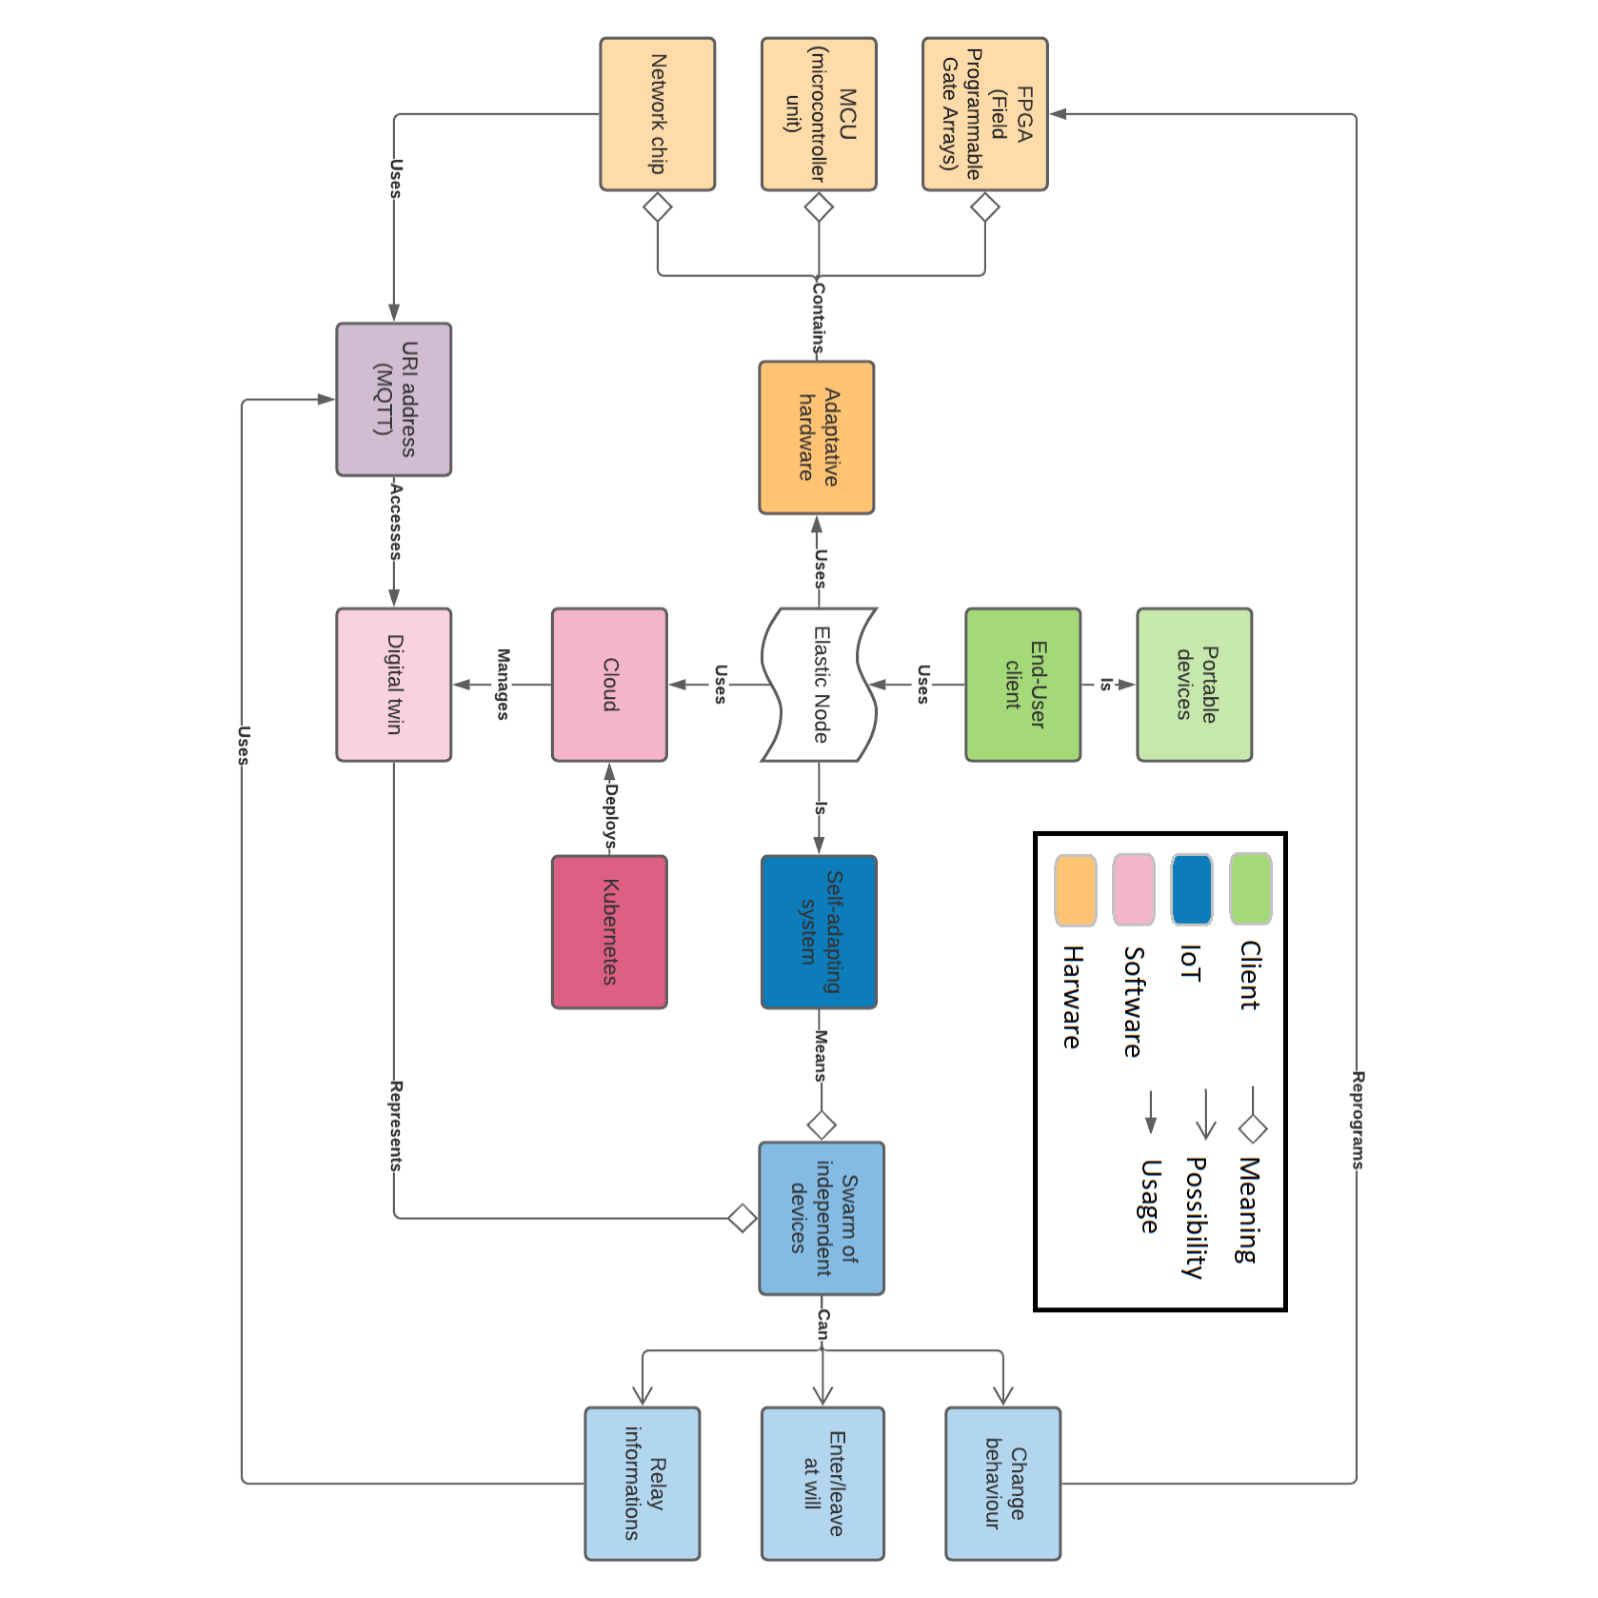 Portable
devices
Is
End-User
client
Uses
Elastic Node
Uses
Adaptative
hardware
Contains
FPGA
(Field
Programmable
Gate Arrays)
MCU
(microcontroller
unit)
Network chip
Uses
URI address
(MQTT)
Accesses
Digital twin
Uses
Cloud
Manages
Deploys
Kubernetes
Is
Self-adapting
system
Means
Swarm of
independent
devices
Represents
Can
Change
behaviour
Enter/leave
at will
Relay
informations
Reprograms
Uses
Client
IoT
Software
Harware
Meaning
Possibility
Usage